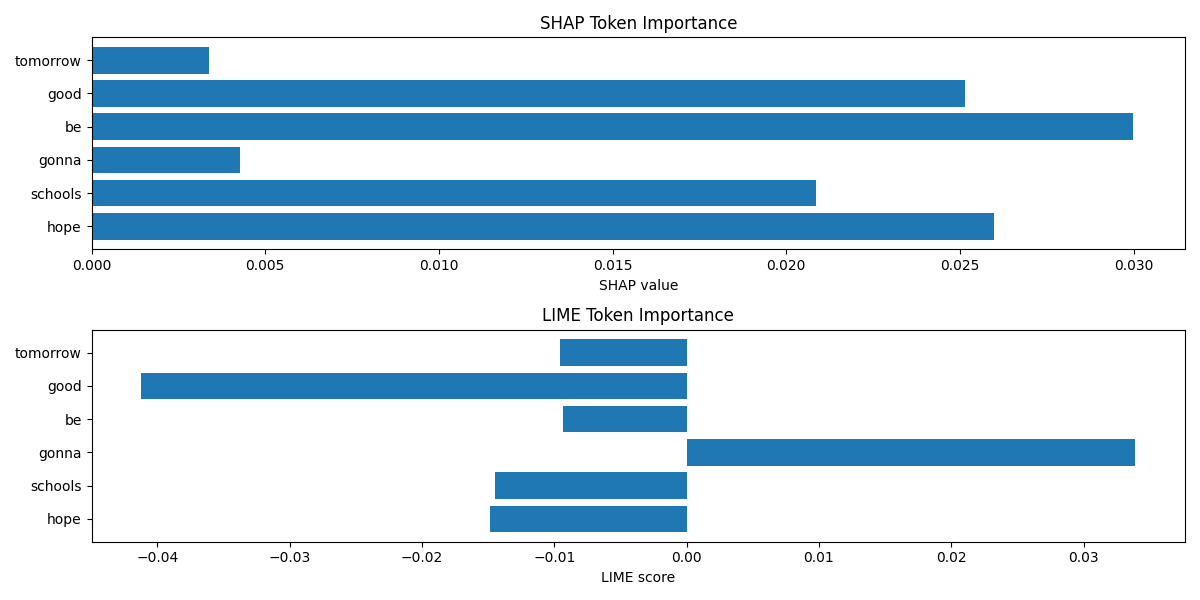 SHAP Token Importance
tomorrow
good
be
gonna
schools
hope
0.000 0.005 0.010 0.015 0.020 0.025 0.030
SHAP value
LIME Token Importance
tomorrow
good
be
gonna
schools
hope
−0.04 −0.03 −0.02 −0.01 0.00 0.01 0.02 0.03
LIME score